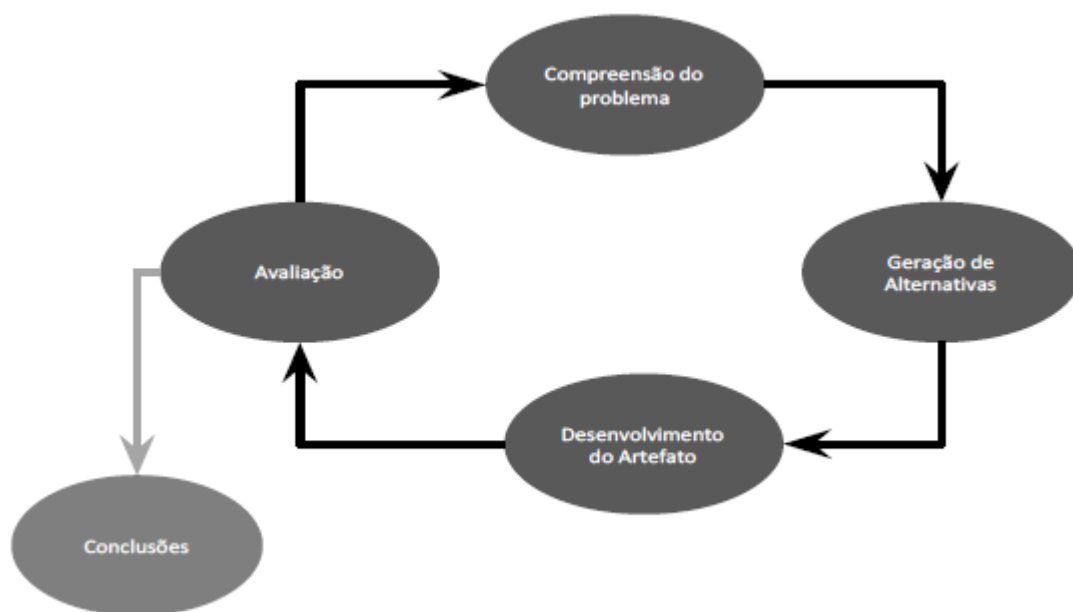 Compreensão do
problema
Avaliação
Geração de
Alternativas
Desenvolvimento
do Artefato
Conclusões